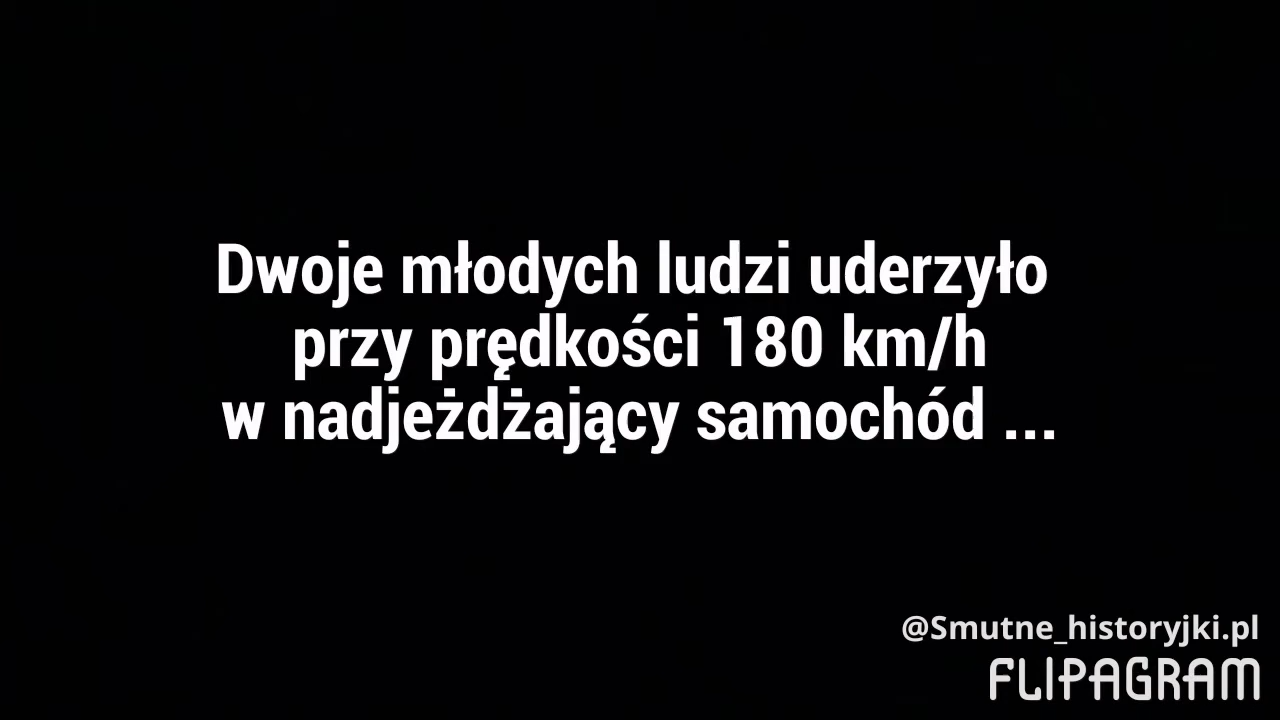 Dwoje młodych ludzi uderzyło
przy prędkości 180 km/h
w nadjeżdżający samochód ...
@Smutne_historyjki.pl
FLIPAGRAM